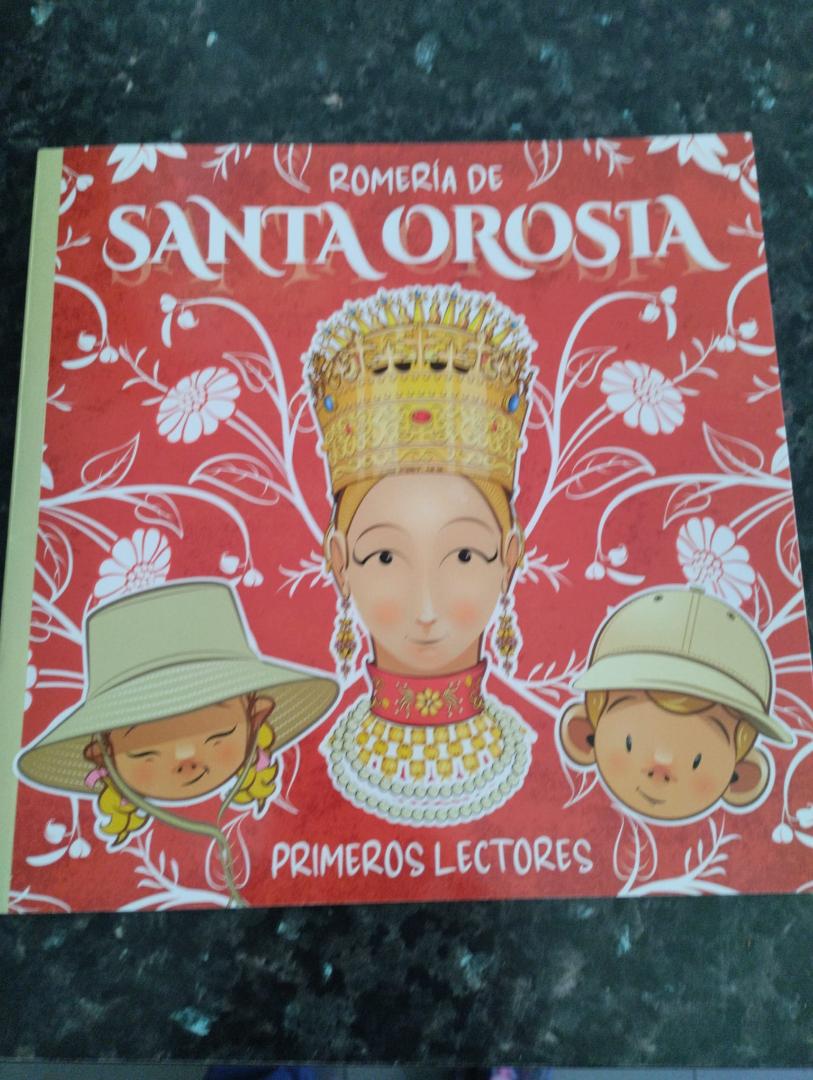 ROMERÍA DE
SANTA OROSIA
PRIMEROS LECTORES